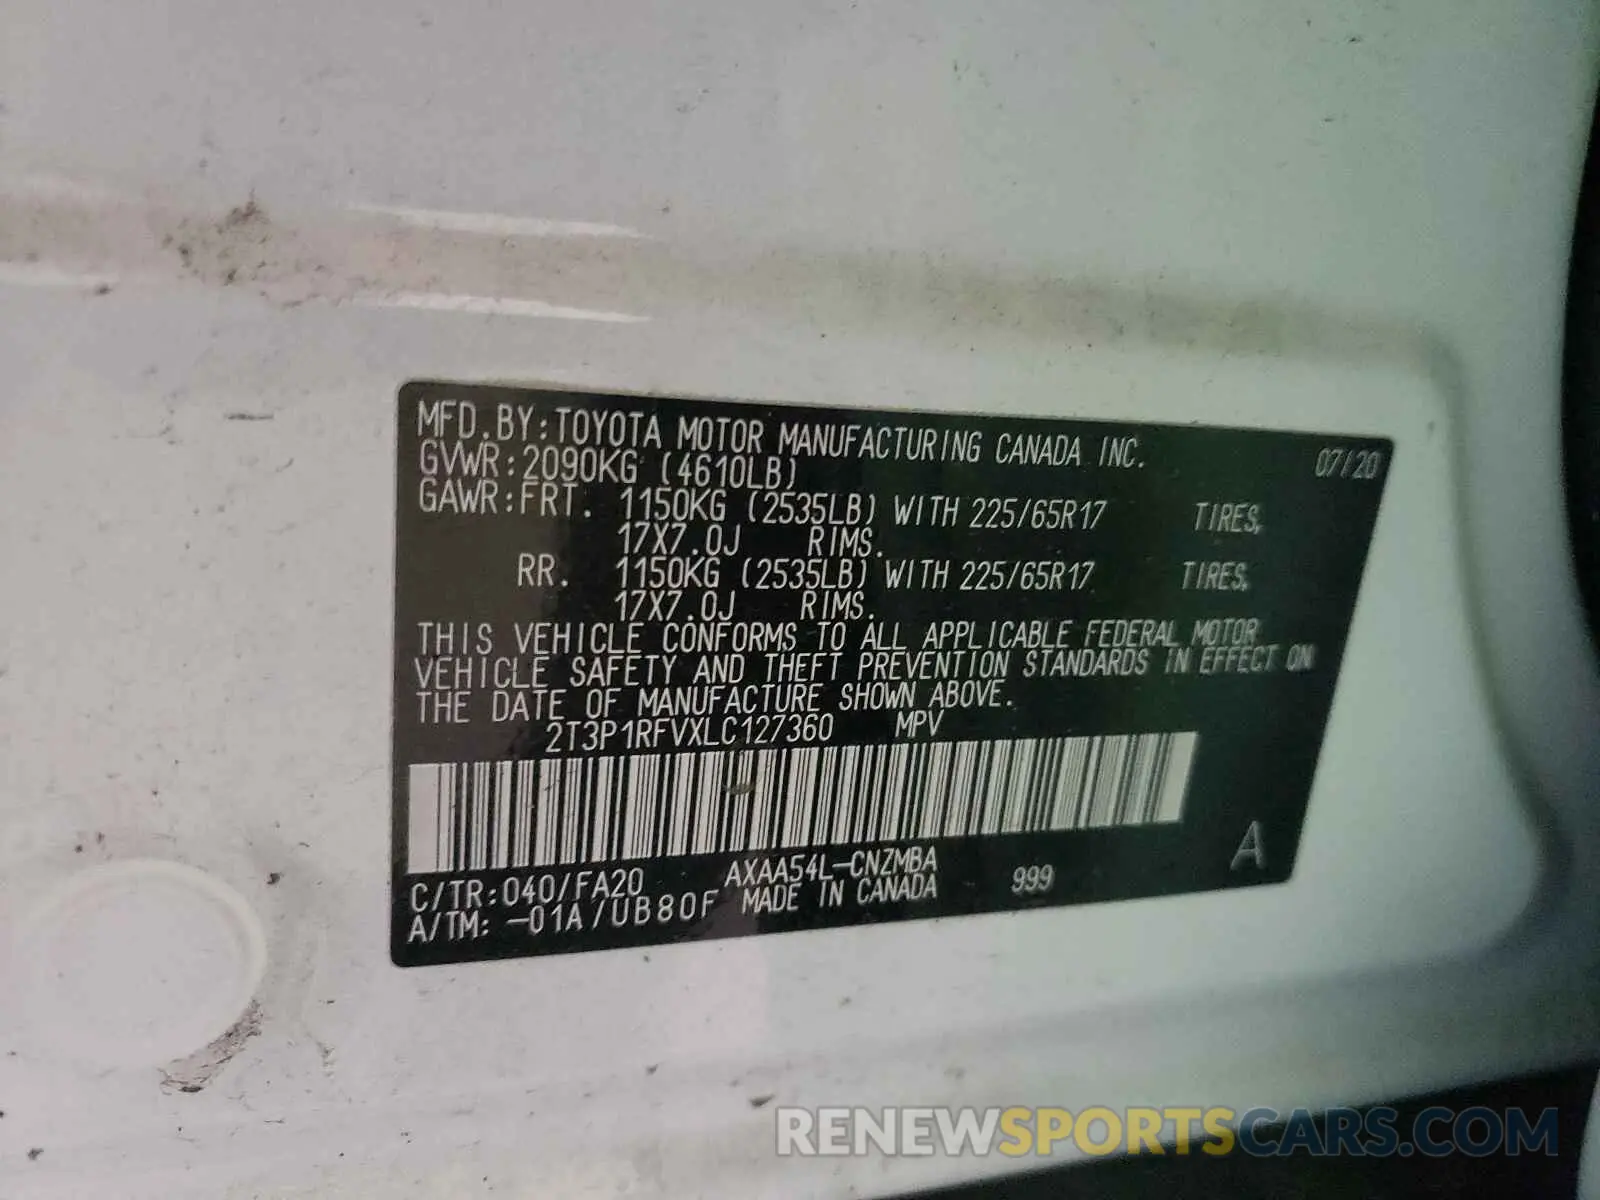 MFD.BY:TOYOTA MOTOR MANUFACTURING CANADA INC. 07/20
GVWR:2090KG (4610LB)
GAWR:FRT. 1150KG (2535LB) WITH 225/65R17 TIRES,
17X7.0J RIMS.
RR. 1150KG (2535LB) WITH 225/65R17 TIRES,
17X7.0J RIMS.
THIS VEHICLE CONFORMS TO ALL APPLICABLE FEDERAL MOTOR
VEHICLE SAFETY AND THEFT PREVENTION STANDARDS IN EFFECT ON
THE DATE OF MANUFACTURE SHOWN ABOVE.
2T3P1RFVXLC127360 MPV
C/TR:040/FA20 AXAA54L-CNZMBA 999 A
A/TM:-01A/UB80F MADE IN CANADA
RENEWSPORTSCARS.COM